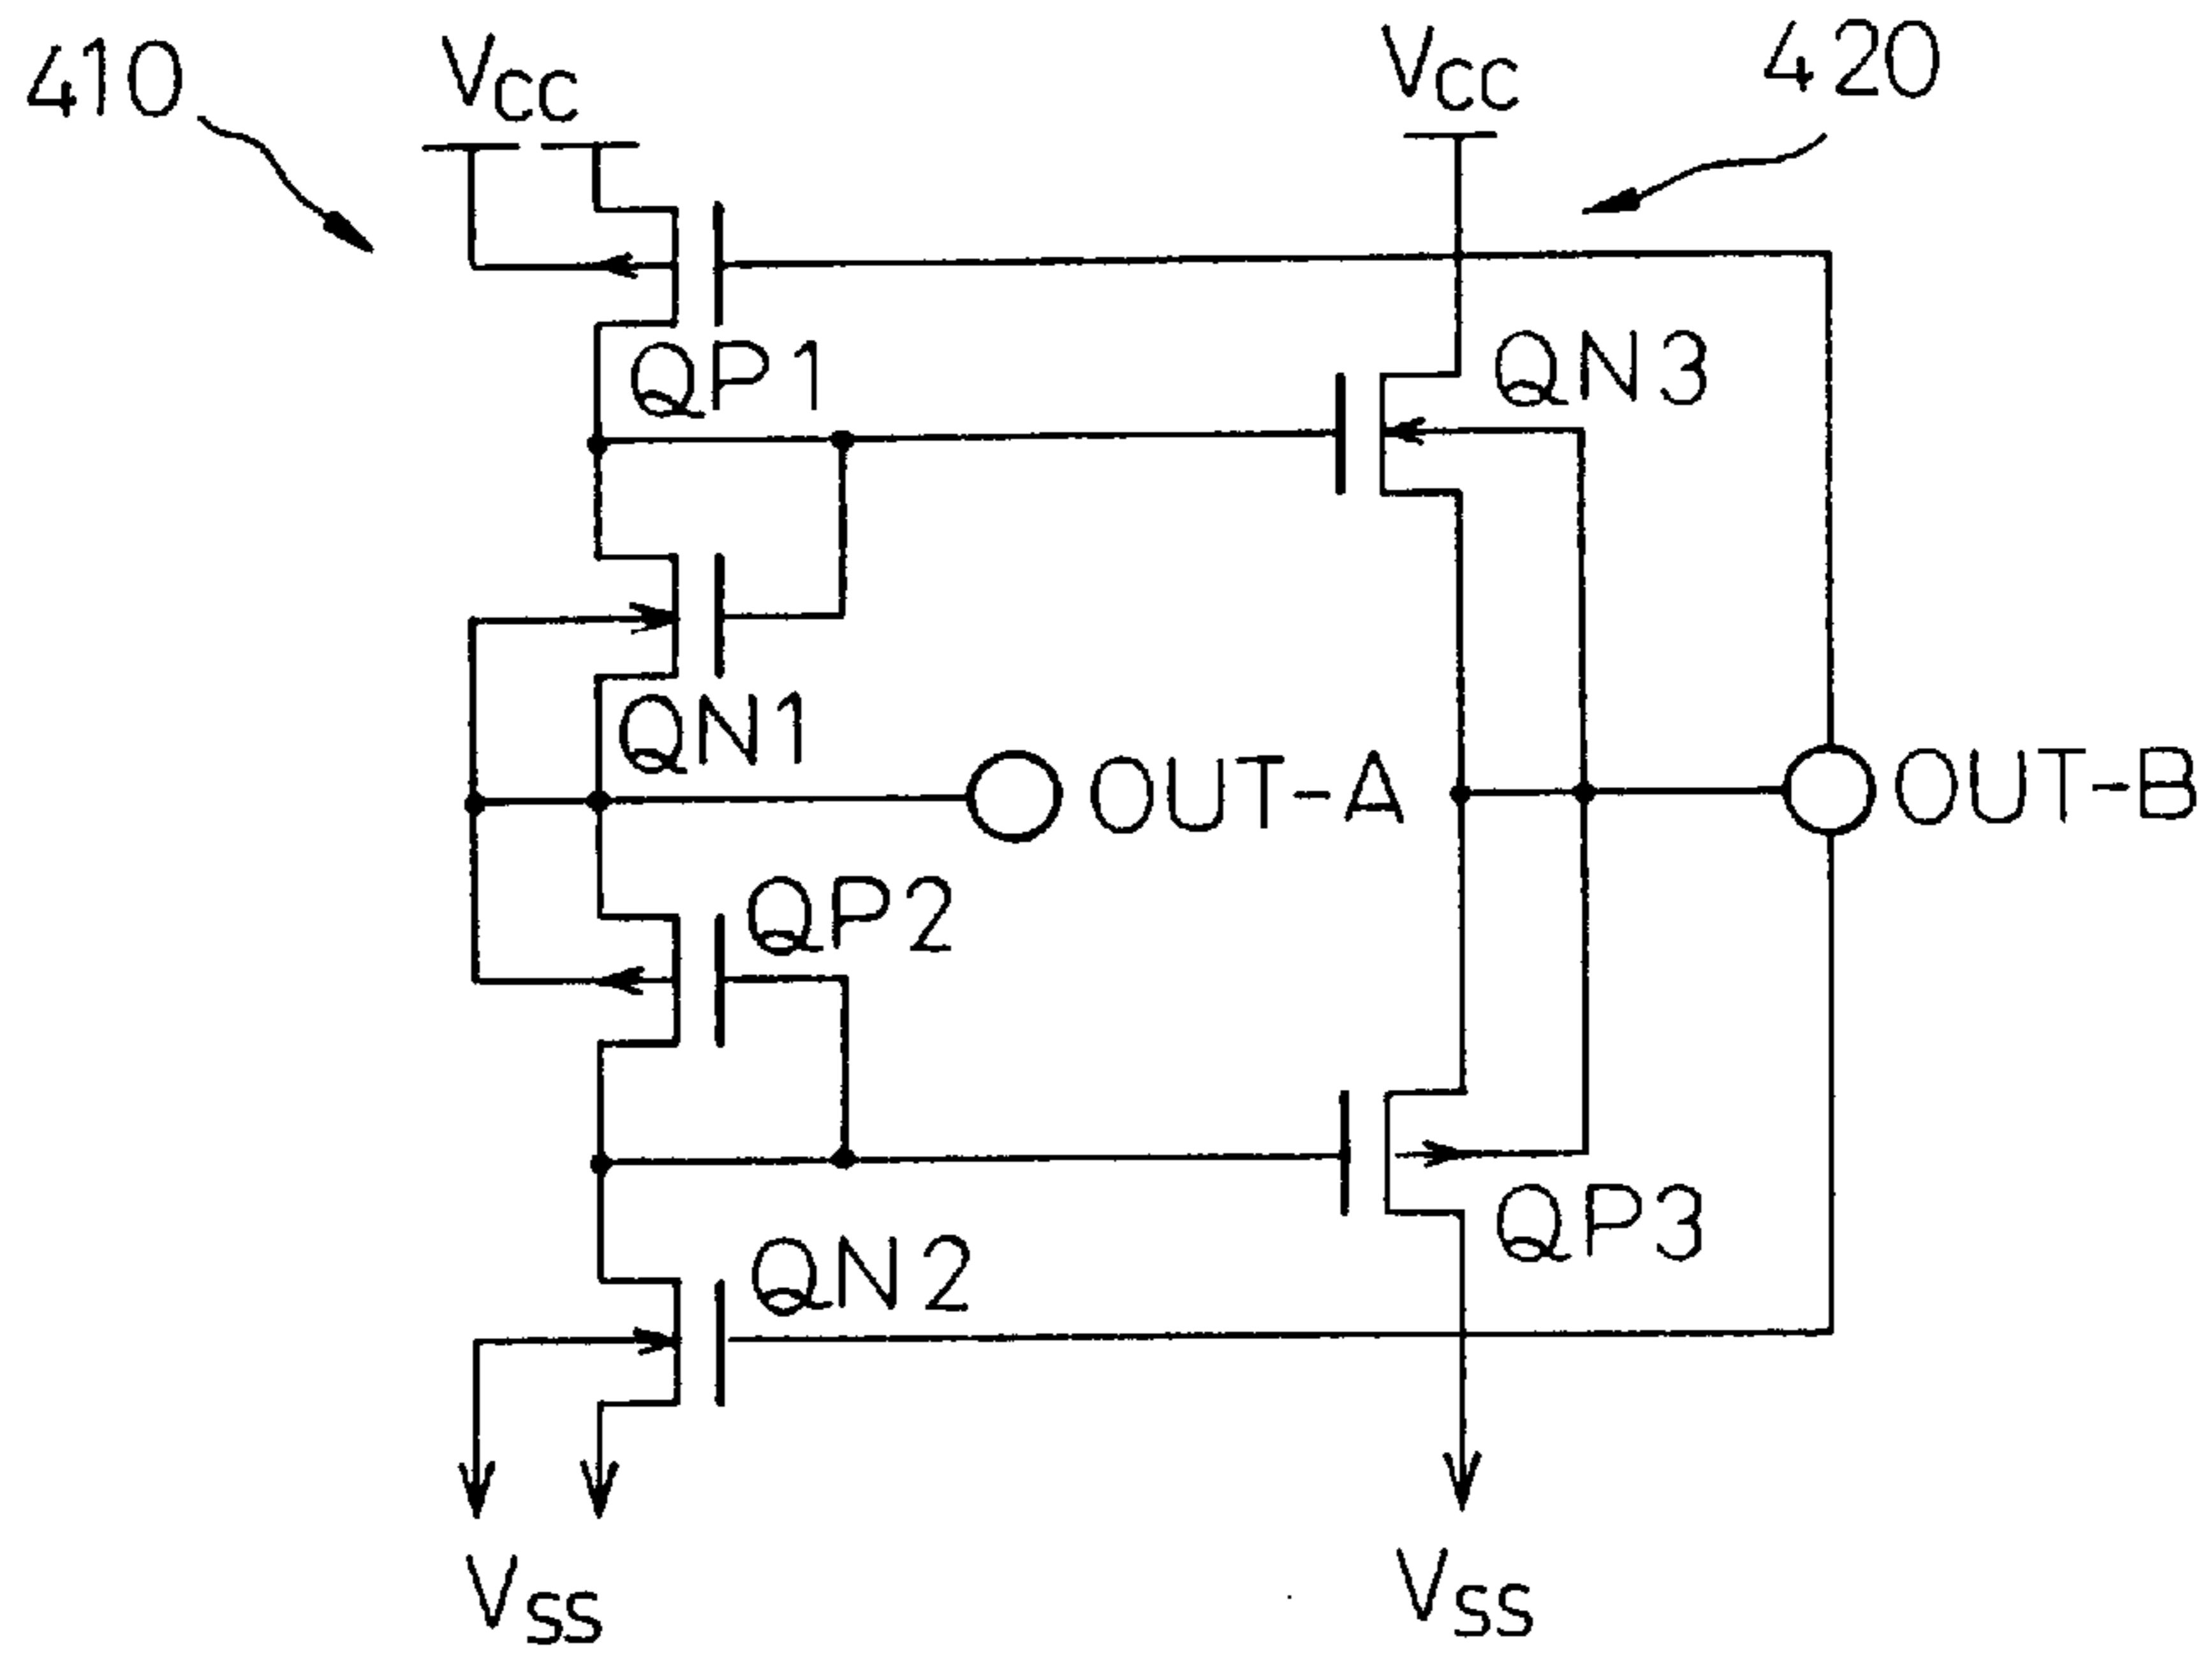 410
VCC
VCC
420
QP1
QN3
QN1
OUT-A
OUT-B
QP2
QP3
QN2
VSS
VSS